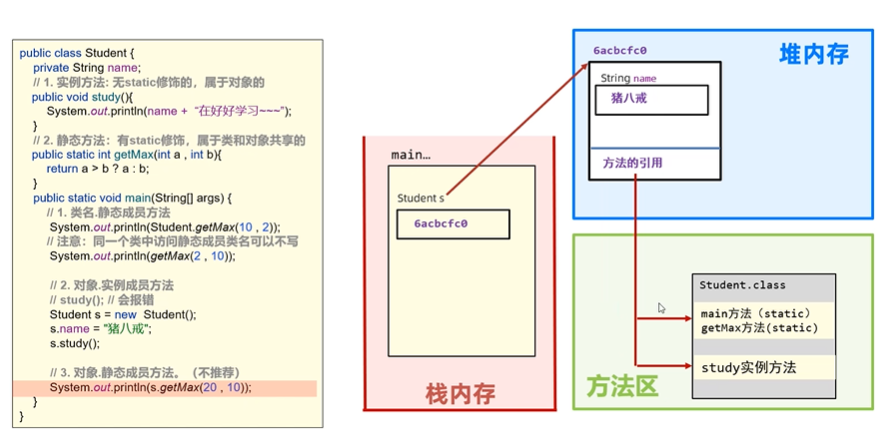 public class Student {
private String name;
// 1. 实例方法: 无static修饰的，属于对象的
public void study(){
System.out.println(name + “在好好学习~~~”);
}
// 2. 静态方法：有static修饰，属于类和对象共享的
public static int getMax(int a , int b){
return a > b ? a : b;
}
public static void main(String[] args) {
// 1. 类名.静态成员方法
System.out.println(Student.getMax(10 , 2));
// 注意：同一个类中访问静态成员类名可以不写
System.out.println(getMax(2 , 10));
// 2. 对象.实例成员方法
// study(); // 会报错
Student s = new Student();
s.name = "猪八戒";
s.study();
// 3. 对象.静态成员方法。（不推荐）
System.out.println(s.getMax(20 , 10));
}
}
main…
Student s
6acbcfc0
栈内存
6acbcfc0
堆内存
String name
猪八戒
方法的引用
Student.class
main方法（static）
getMax方法(static)
study实例方法
方法区